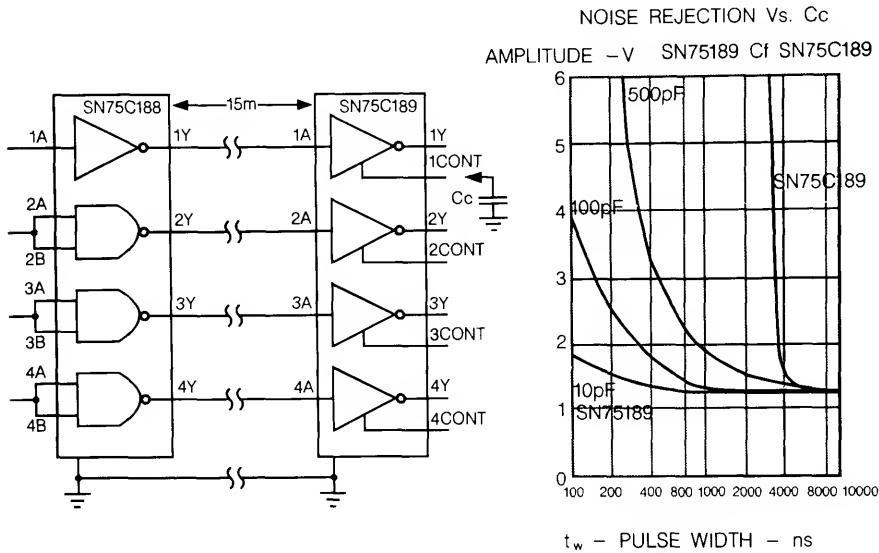 NOISE REJECTION Vs. Cc
AMPLITUDE – V SN75189 Cf SN75C189
SN75C188
15m
SN75C189
1A
1Y
1A
1Y
1CONT
Cc
2A
2B
2Y
2A
2Y
2CONT
3A
3B
3Y
3A
3Y
3CONT
4A
4B
4Y
4A
4Y
4CONT
6
5
4
3
2
1
0
500pF
SN75C189
100pF
10pF
SN75189
100 200 400 800 1000 2000 4000 8000 10000
tw – PULSE WIDTH – ns